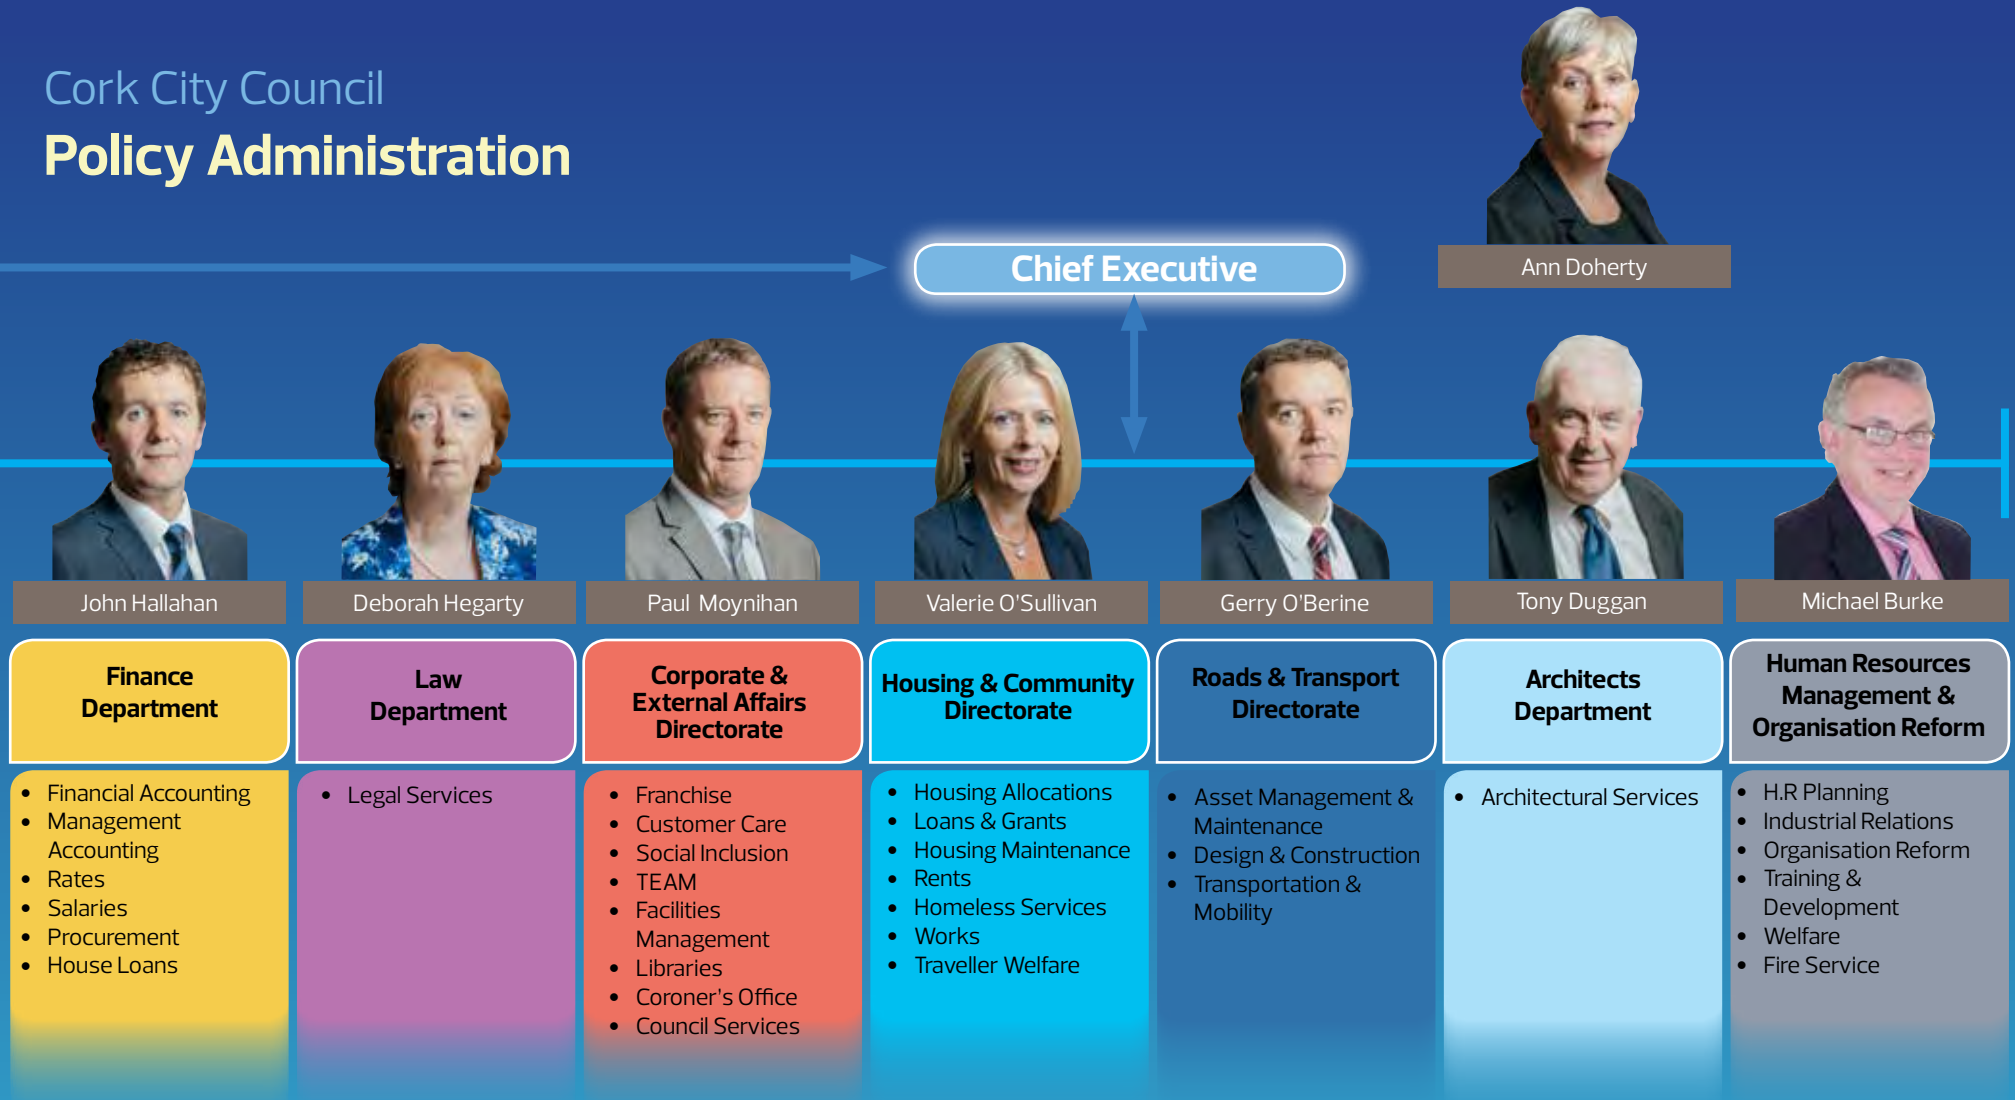 Cork City Council
Policy Administration
Chief Executive
Ann Doherty
John Hallahan
Deborah Hegarty
Paul Moynihan
Valerie O'Sullivan
Gerry O'Berine
Tony Duggan
Michael Burke
Finance
Department
• Financial Accounting
• Management
Accounting
• Rates
• Salaries
• Procurement
• House Loans
Law
Department
• Legal Services
Corporate &
External Affairs
Directorate
• Franchise
• Customer Care
• Social Inclusion
• TEAM
• Facilities
Management
• Libraries
• Coroner's Office
• Council Services
Housing & Community
Directorate
• Housing Allocations
• Loans & Grants
• Housing Maintenance
• Rents
• Homeless Services
• Works
• Traveller Welfare
Roads & Transport
Directorate
• Asset Management &
Maintenance
• Design & Construction
• Transportation &
Mobility
Architects
Department
• Architectural Services
Human Resources
Management &
Organisation Reform
• H.R Planning
• Industrial Relations
• Organisation Reform
• Training &
Development
• Welfare
• Fire Service